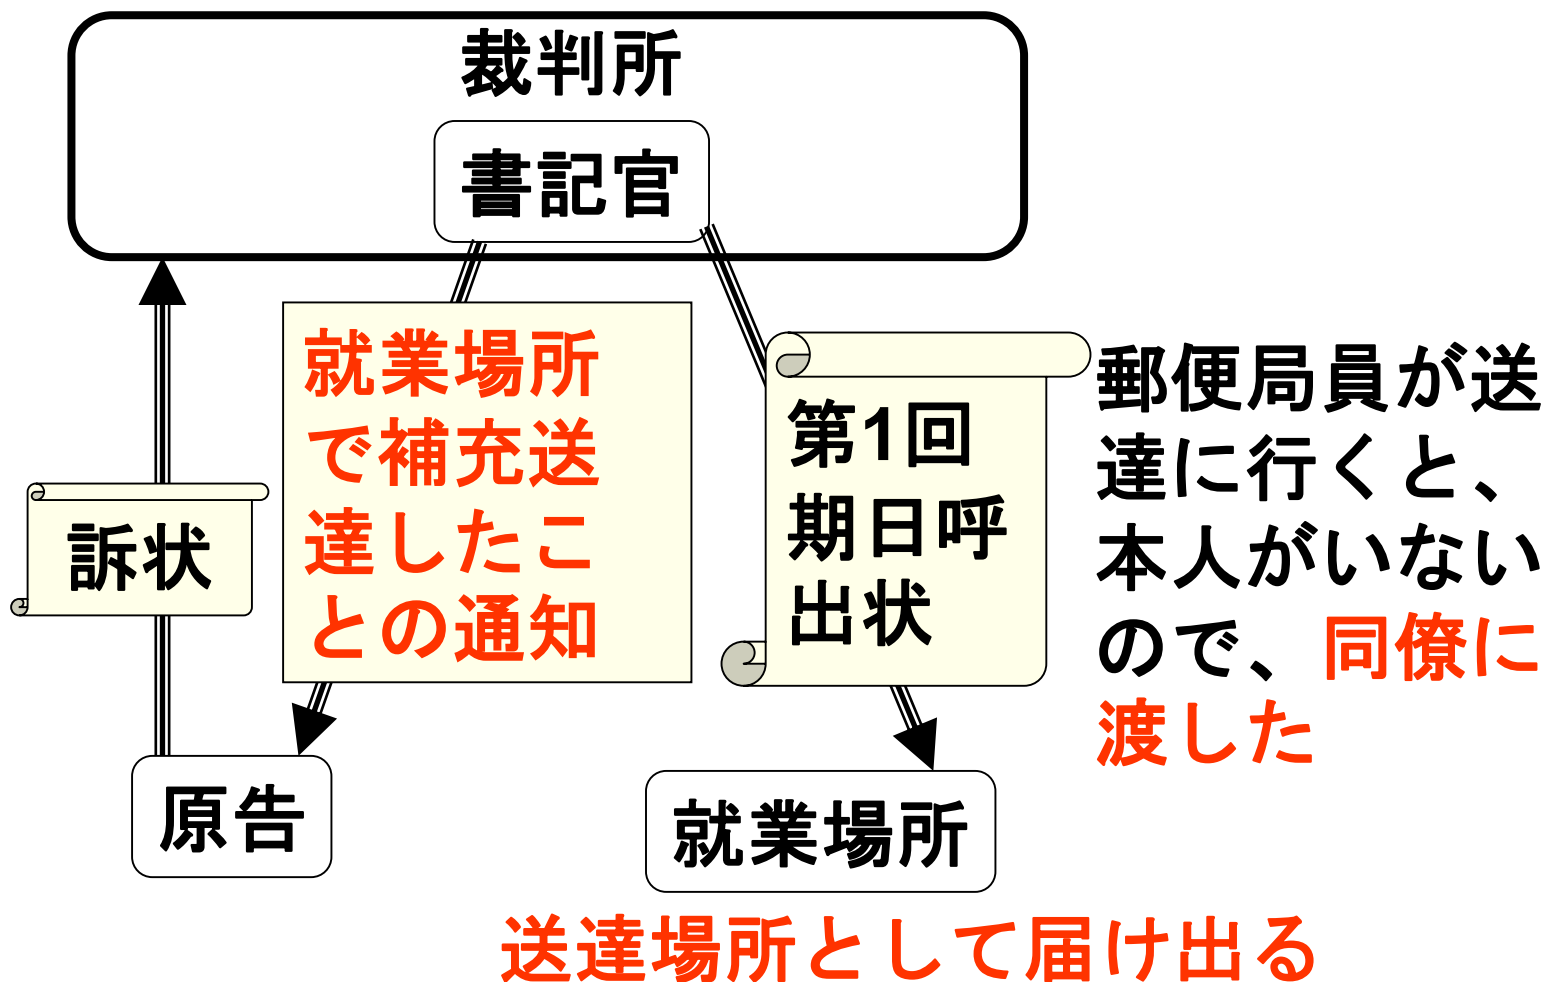 裁判所
書記官
就業場所
で補充送
達したこ
との通知
第1回
期日呼
出状
郵便局員が送
達に行くと、
本人がいない
ので、同僚に
渡した
訴状
原告
就業場所
送達場所として届け出る